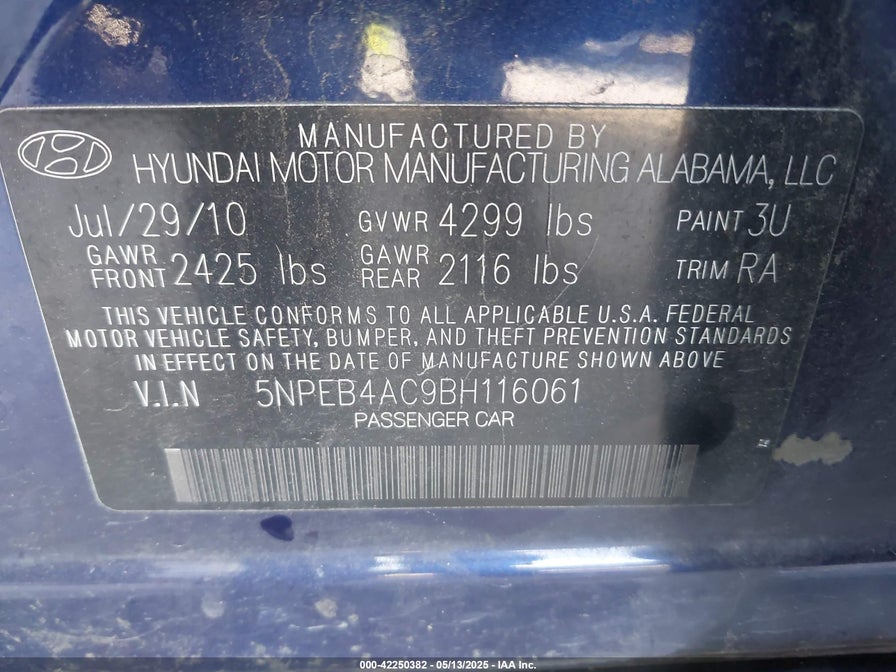 MANUFACTURED BY
HYUNDAI MOTOR MANUFACTURING ALABAMA, LLC
Jul/29/10 GVWR 4299 lbs PAINT 3U
GAWR FRONT 2425 lbs GAWR REAR 2116 lbs TRIM RA
THIS VEHICLE CONFORMS TO ALL APPLICABLE U.S.A. FEDERAL
MOTOR VEHICLE SAFETY, BUMPER, AND THEFT PREVENTION STANDARDS
IN EFFECT ON THE DATE OF MANUFACTURE SHOWN ABOVE
V.I.N 5NPEB4AC9BH116061
PASSENGER CAR
000-42250382 - 05/13/2025 - IAA Inc.